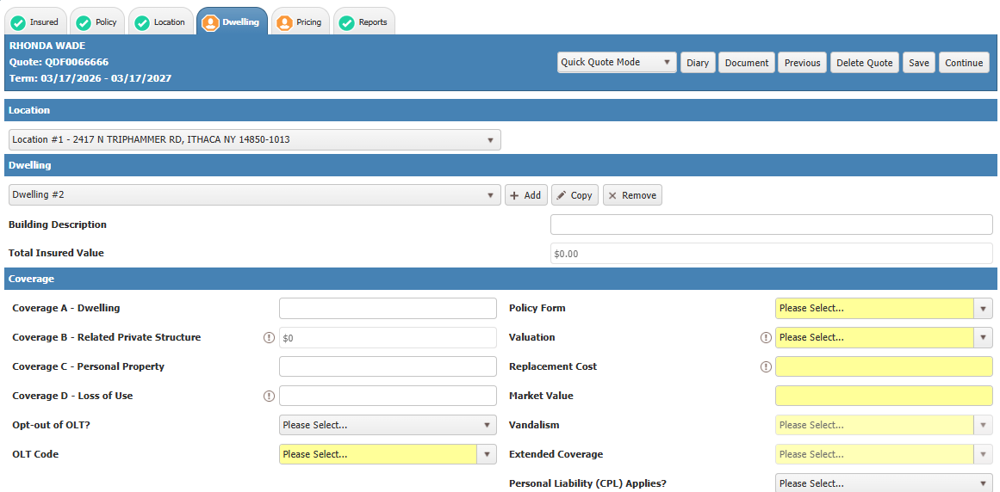 Insured Policy Location Dwelling Pricing Reports
RHONDA WADE
Quote: QDF0066666
Term: 03/17/2026 - 03/17/2027
Quick Quote Mode Diary Document Previous Delete Quote Save Continue
Location
Location #1 - 2417 N TRIPHAMMER RD, ITHACA NY 14850-1013
Dwelling
Dwelling #2 + Add Copy × Remove
Building Description
Total Insured Value $0.00
Coverage
Coverage A - Dwelling Policy Form Please Select...
Coverage B - Related Private Structure $0 Valuation Please Select...
Coverage C - Personal Property Replacement Cost
Coverage D - Loss of Use Market Value
Opt-out of OLT? Please Select... Vandalism Please Select...
OLT Code Please Select... Extended Coverage Please Select...
Personal Liability (CPL) Applies? Please Select...